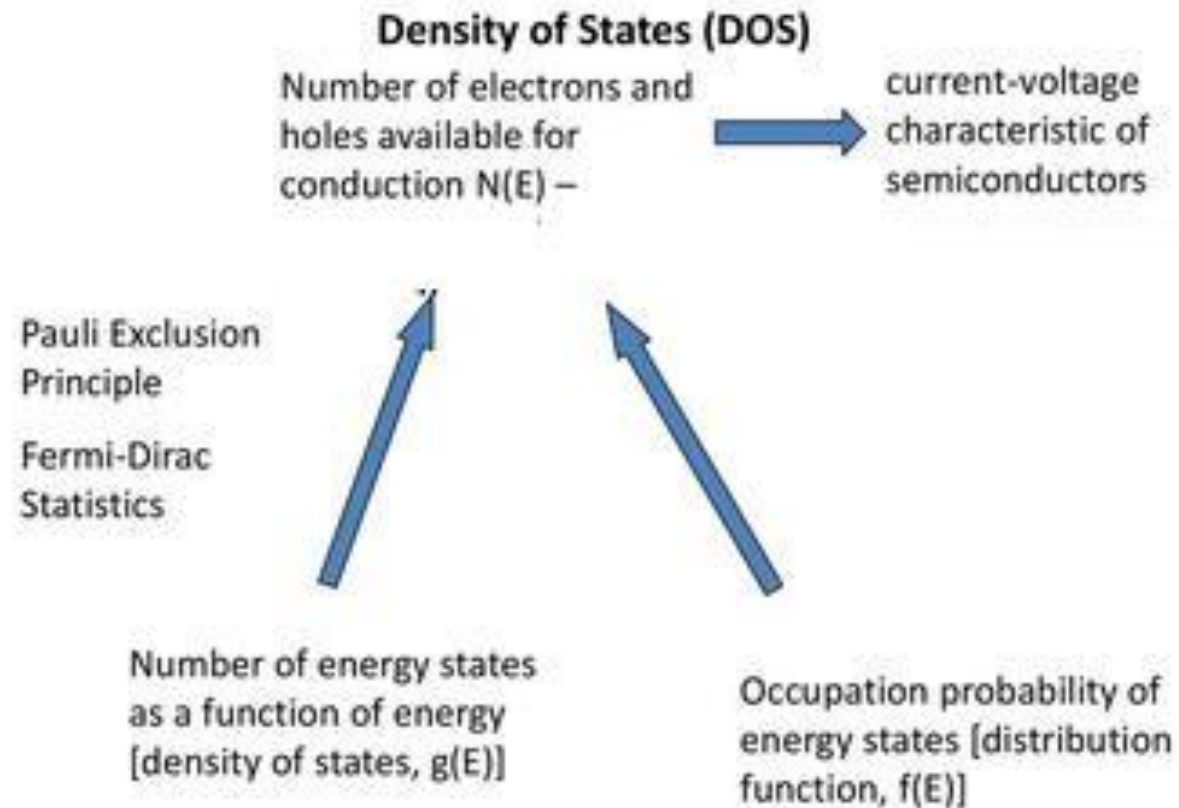 Density of States (DOS)
Number of electrons and
holes available for
conduction N(E) –
current-voltage
characteristic of
semiconductors
Pauli Exclusion
Principle
Fermi-Dirac
Statistics
Number of energy states
as a function of energy
[density of states, g(E)]
Occupation probability of
energy states [distribution
function, f(E)]